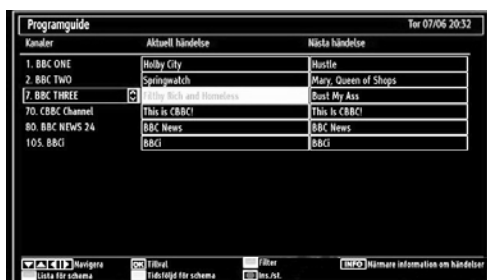 Programguide Tor 07/06 20:32
Kanaler Aktuell händelse Nästa händelse
1. BBC ONE Holby City Hustle
2. BBC TWO Springwatch Mary, Queen of Shops
7. BBC THREE Filthy Rich and Homeless Bust My Ass
70. CBBC Channel This is CBBC! This Is CBBC!
80. BBC NEWS 24 BBC News BBC News
105. BBCi BBCi BBCi
Navigera OK Tillval Filter INFO Närmare information om händelser
Lista för schema Tidsföljd för schema Ins./st.